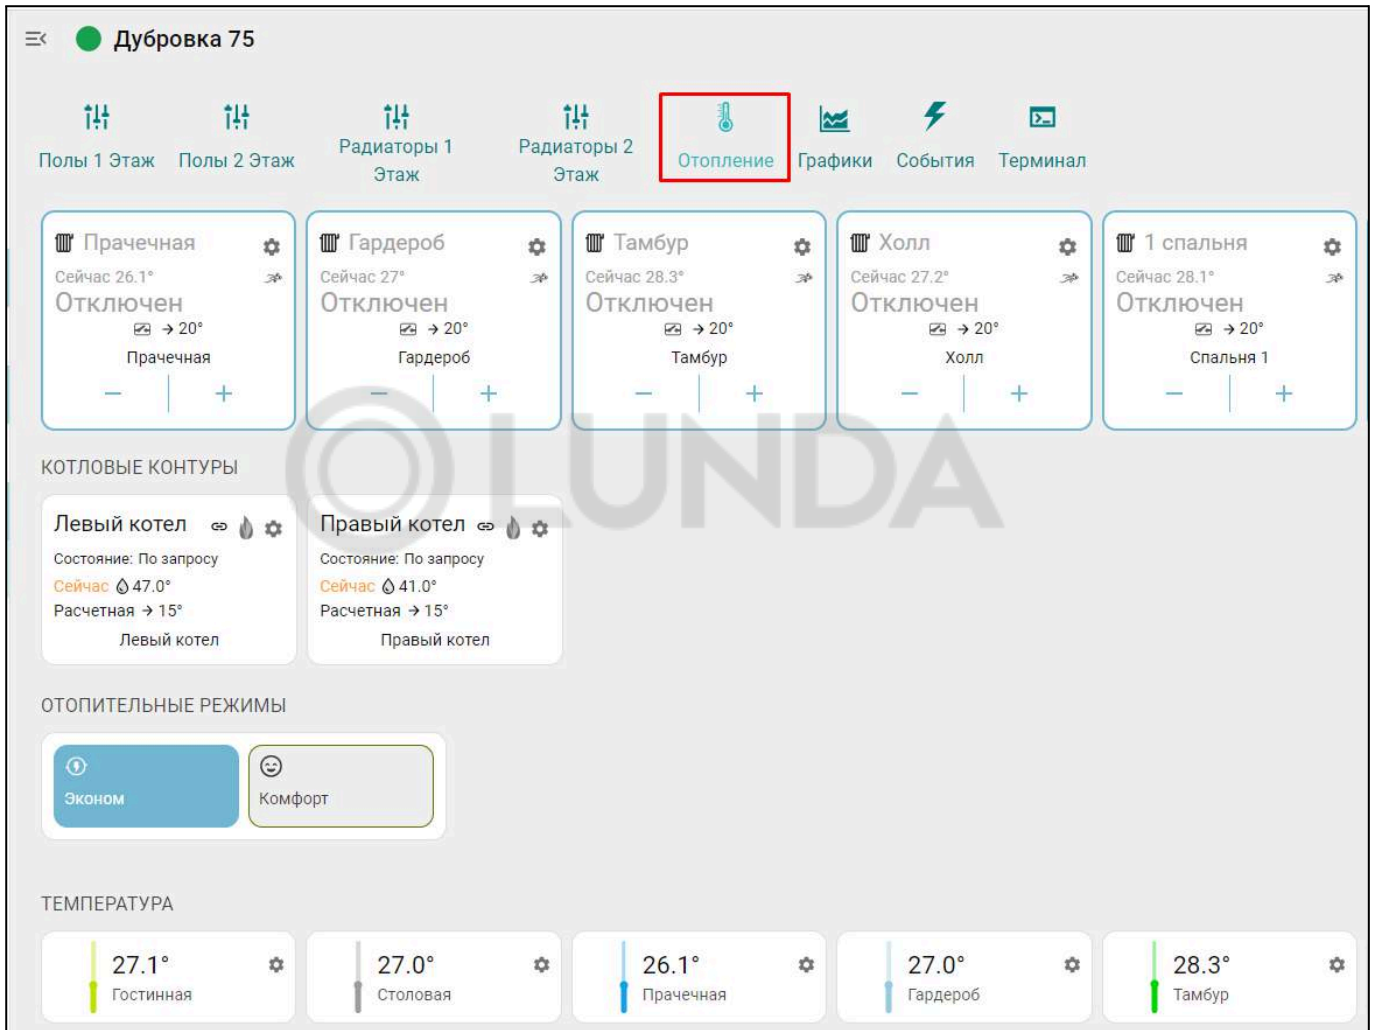 Дубровка 75
Полы 1 Этаж
Полы 2 Этаж
Радиаторы 1
Этаж
Радиаторы 2
Этаж
Отопление
Графики
События
Терминал
Прачечная
Сейчас 26.1°
Отключен
→ 20°
Прачечная
− +
Гардероб
Сейчас 27°
Отключен
→ 20°
Гардероб
− +
Тамбур
Сейчас 28.3°
Отключен
→ 20°
Тамбур
− +
Холл
Сейчас 27.2°
Отключен
→ 20°
Холл
− +
1 спальня
Сейчас 28.1°
Отключен
→ 20°
Спальня 1
− +
LUNDA
КОТЛОВЫЕ КОНТУРЫ
Левый котел
Состояние: По запросу
Сейчас 47.0°
Расчетная → 15°
Левый котел
Правый котел
Состояние: По запросу
Сейчас 41.0°
Расчетная → 15°
Правый котел
ОТОПИТЕЛЬНЫЕ РЕЖИМЫ
Эконом
Комфорт
ТЕМПЕРАТУРА
27.1°
Гостинная
27.0°
Столовая
26.1°
Прачечная
27.0°
Гардероб
28.3°
Тамбур